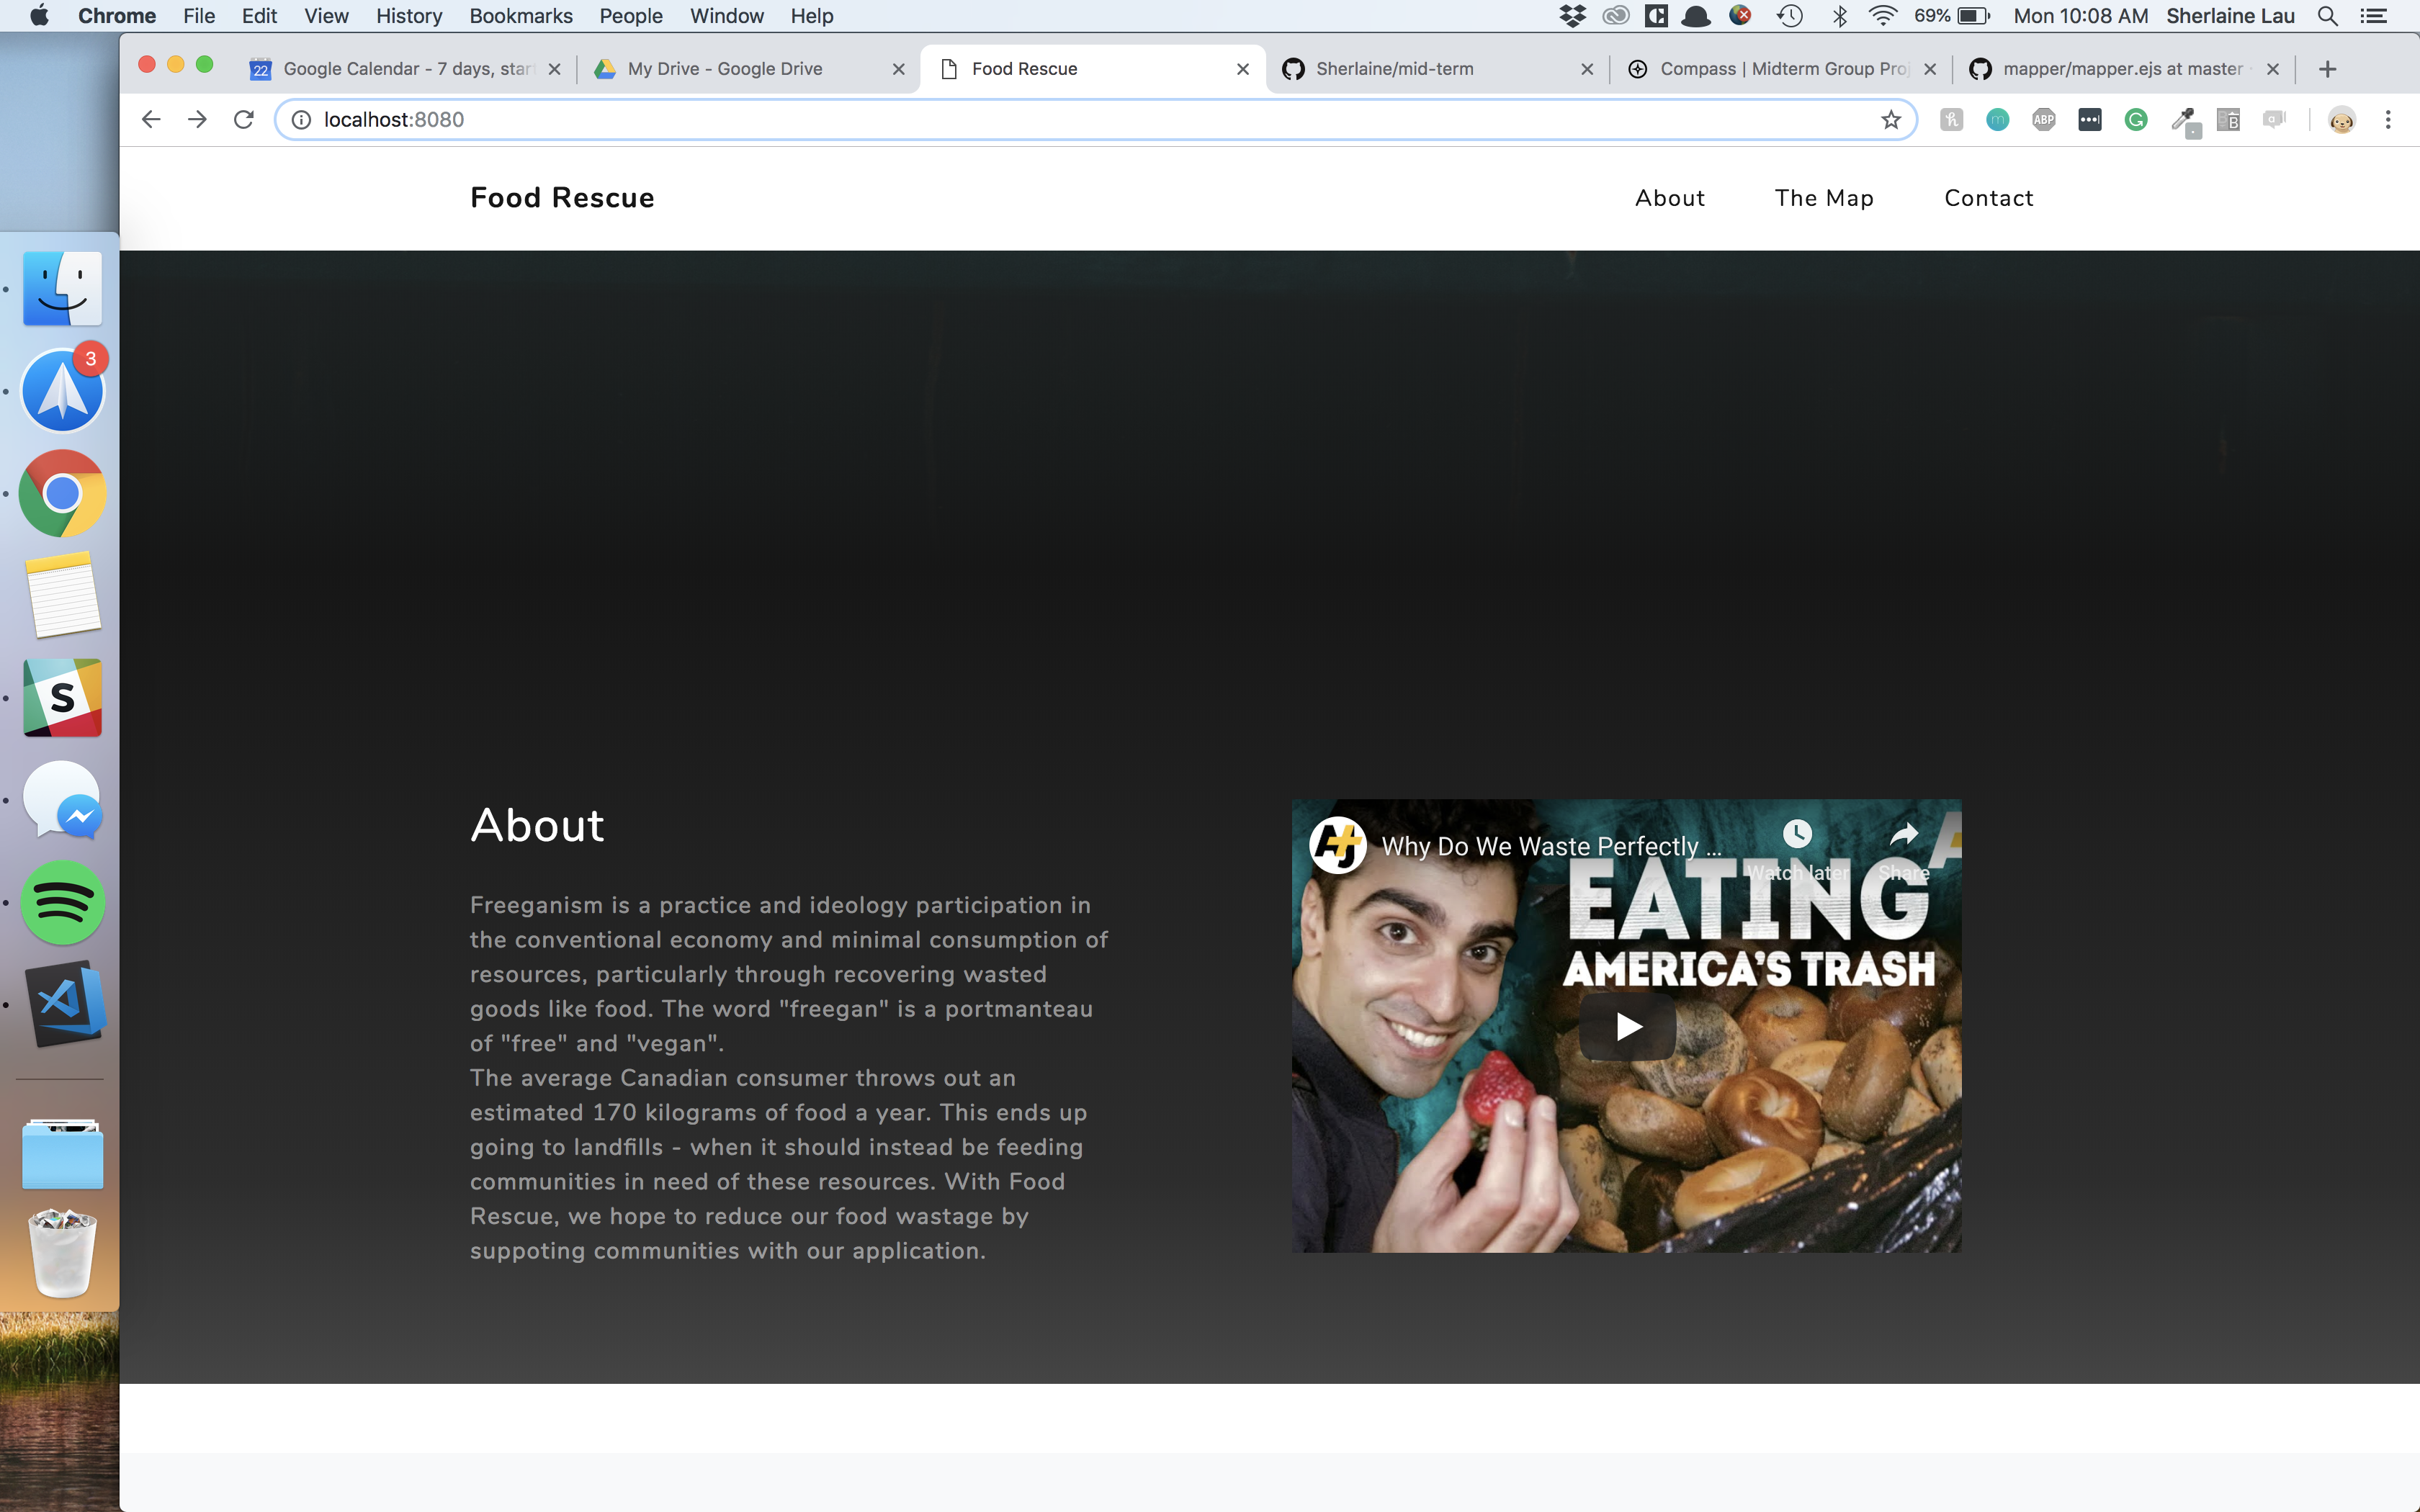 Chrome File Edit View History Bookmarks People Window Help 69% Mon 10:08 AM Sherlaine Lau
22 Google Calendar - 7 days, star My Drive - Google Drive Food Rescue Sherlaine/mid-term Compass | Midterm Group Proj mapper/mapper.ejs at master
localhost:8080 ABP
Food Rescue About The Map Contact
3
S
About
Freeganism is a practice and ideology participation in
the conventional economy and minimal consumption of
resources, particularly through recovering wasted
goods like food. The word "freegan" is a portmanteau
of "free" and "vegan".
The average Canadian consumer throws out an
estimated 170 kilograms of food a year. This ends up
going to landfills - when it should instead be feeding
communities in need of these resources. With Food
Rescue, we hope to reduce our food wastage by
suppoting communities with our application.
AJ+ Why Do We Waste Perfectly ...
Watch later Share
EATING
AMERICA'S TRASH